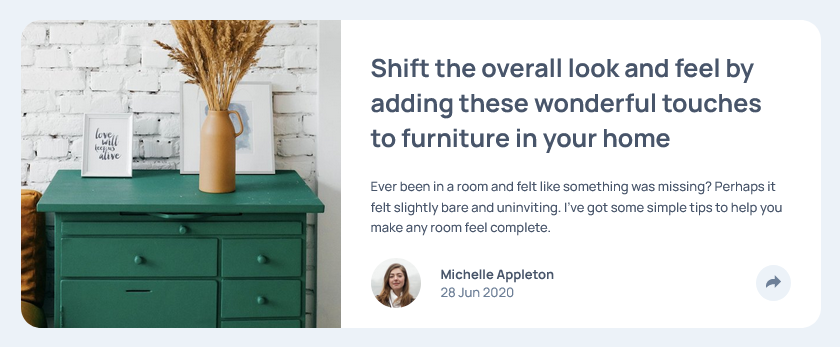 love
will
keep us
alive
Shift the overall look and feel by
adding these wonderful touches
to furniture in your home
Ever been in a room and felt like something was missing? Perhaps it
felt slightly bare and uninviting. I’ve got some simple tips to help you
make any room feel complete.
Michelle Appleton
28 Jun 2020